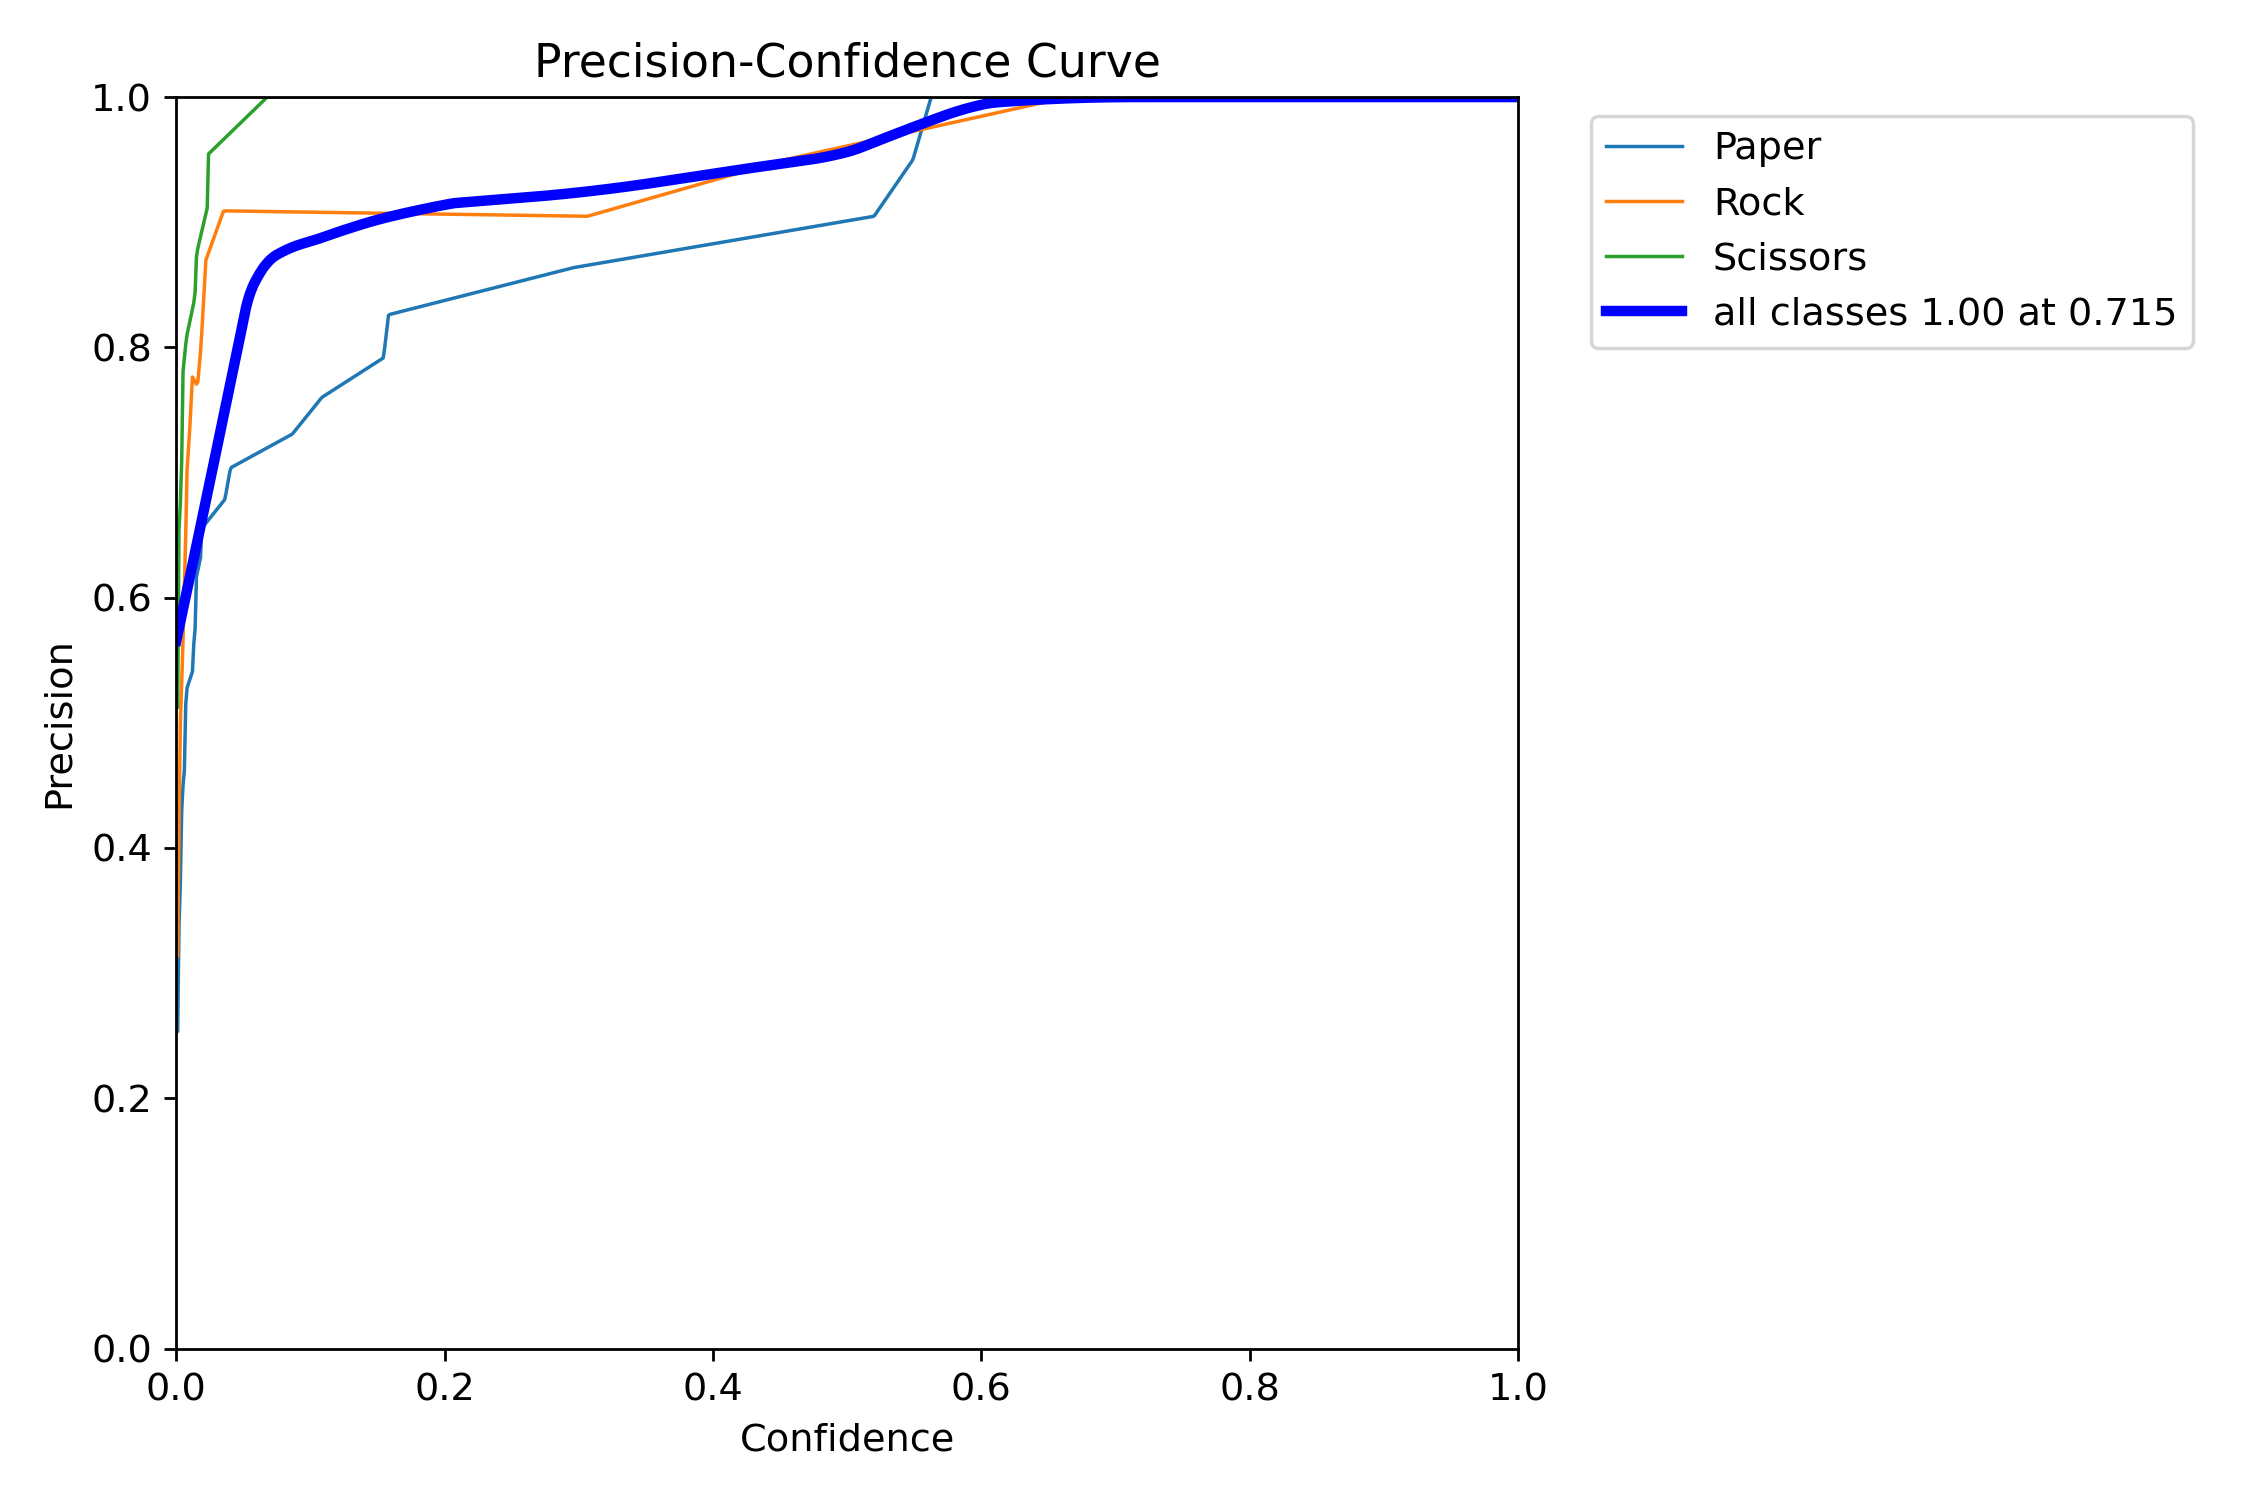 Precision-Confidence Curve
1.0
0.8
0.6
0.4
0.2
0.0
Precision
0.0 0.2 0.4 0.6 0.8 1.0
Confidence
Paper
Rock
Scissors
all classes 1.00 at 0.715